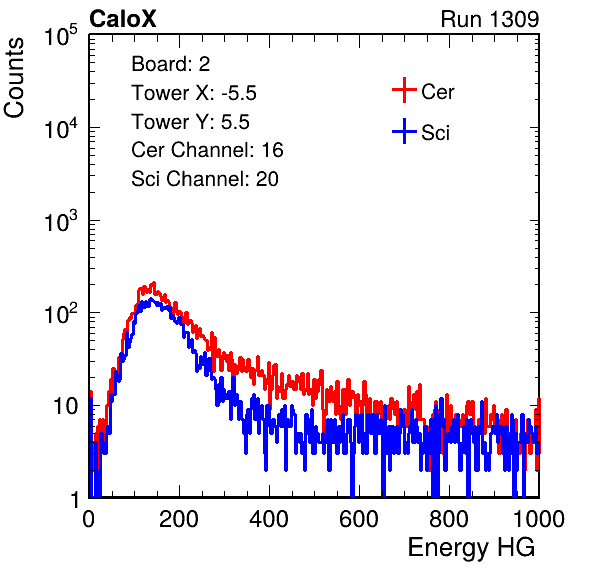 CaloX Run 1309
Counts
Board: 2
Tower X: -5.5
Tower Y: 5.5
Cer Channel: 16
Sci Channel: 20
Cer
Sci
10^5
10^4
10^3
10^2
10
1
0 200 400 600 800 1000
Energy HG